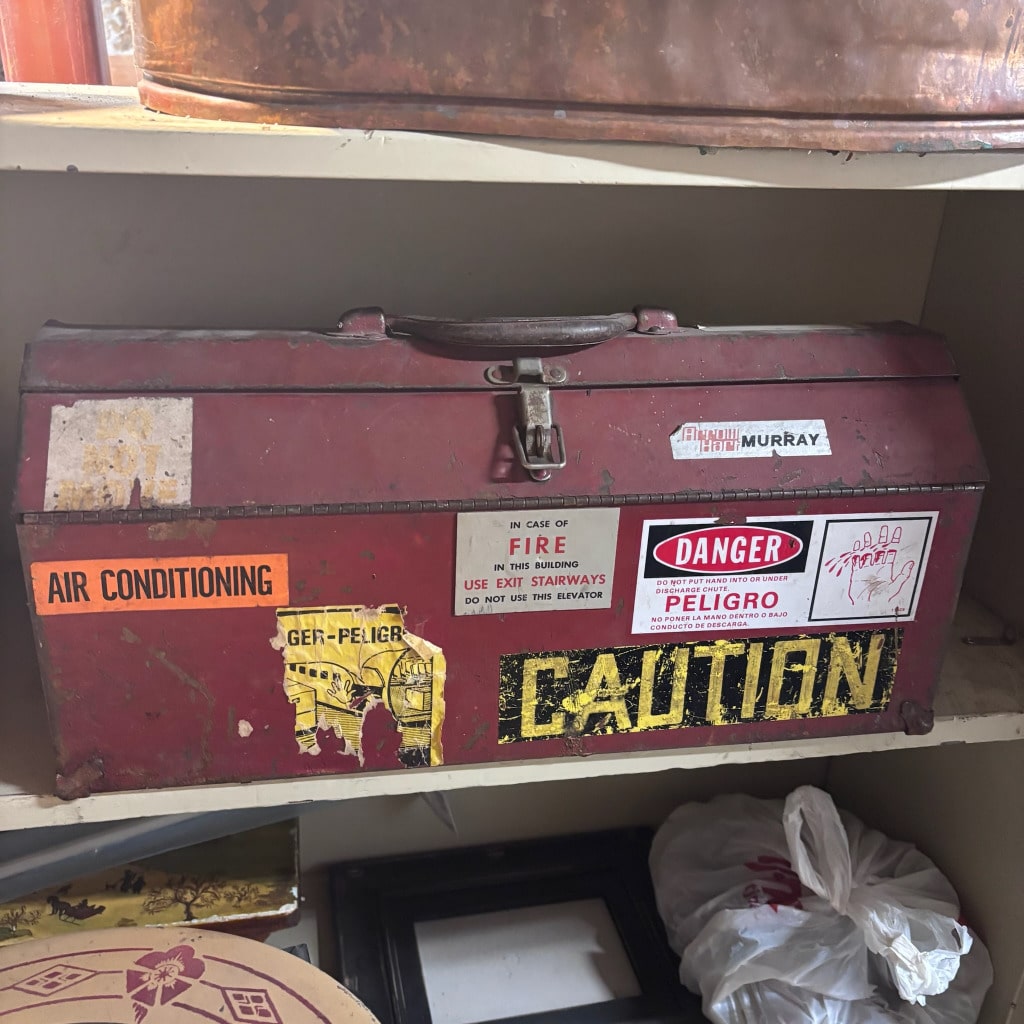 DO
NOT
Arrow
Hart MURRAY
AIR CONDITIONING
IN CASE OF
FIRE
IN THIS BUILDING
USE EXIT STAIRWAYS
DO NOT USE THIS ELEVATOR
DANGER
DO NOT PUT HAND INTO OR UNDER
DISCHARGE CHUTE.
PELIGRO
NO PONER LA MANO DENTRO O BAJO
CONDUCTO DE DESCARGA.
GER-PELIGR
CAUTION